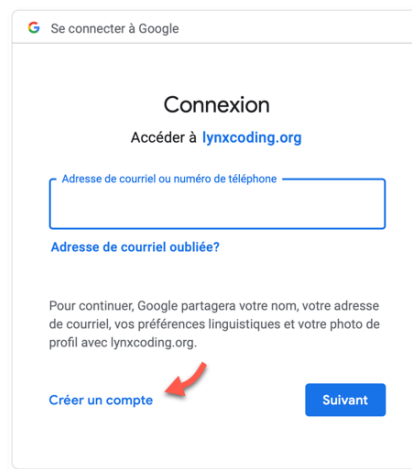 Se connecter à Google
Connexion
Accéder à lynxcoding.org
Adresse de courriel ou numéro de téléphone
Adresse de courriel oubliée?
Pour continuer, Google partagera votre nom, votre adresse
de courriel, vos préférences linguistiques et votre photo de
profil avec lynxcoding.org.
Créer un compte
Suivant